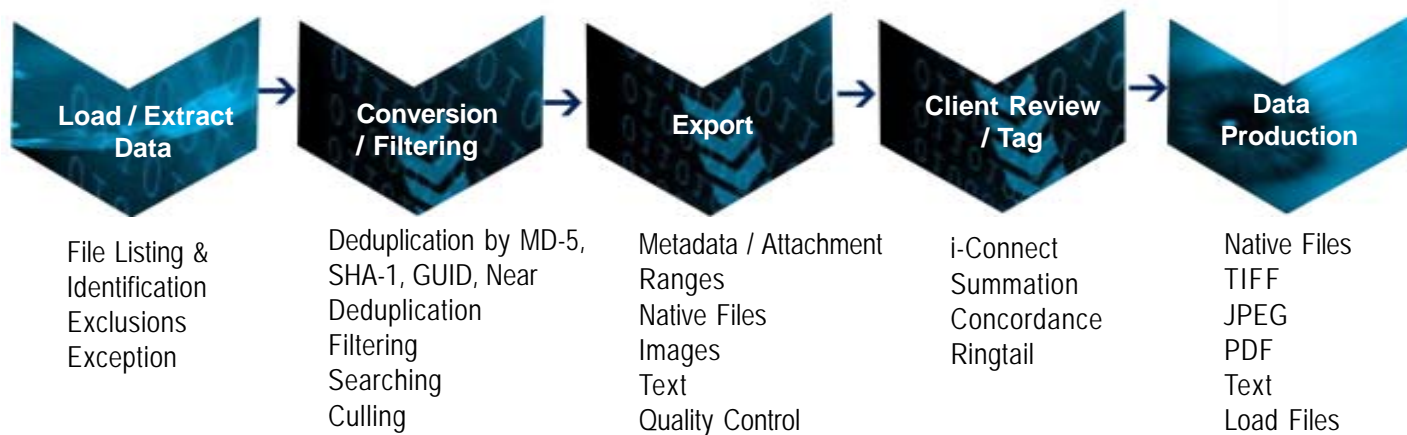 Load / Extract
Data
Conversion
/ Filtering
Export
Client Review
/ Tag
Data
Production
File Listing &
Identification
Exclusions
Exception
Deduplication by MD-5,
SHA-1, GUID, Near
Deduplication
Filtering
Searching
Culling
Metadata / Attachment
Ranges
Native Files
Images
Text
Quality Control
i-Connect
Summation
Concordance
Ringtail
Native Files
TIFF
JPEG
PDF
Text
Load Files